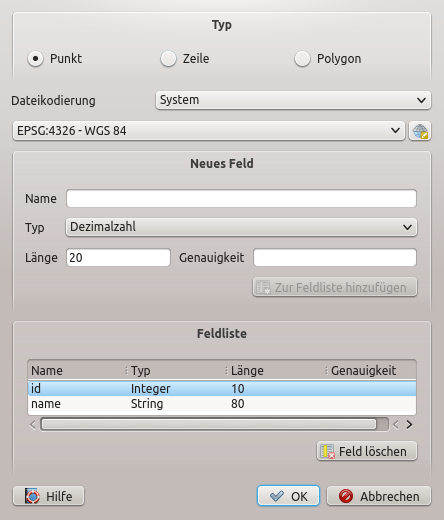 Typ
Punkt Zeile Polygon
Dateikodierung System
EPSG:4326 - WGS 84
Neues Feld
Name
Typ Dezimalzahl
Länge 20 Genauigkeit
Zur Feldliste hinzufügen
Feldliste
Name Typ Länge Genauigkeit
id Integer 10
name String 80
Feld löschen
Hilfe OK Abbrechen